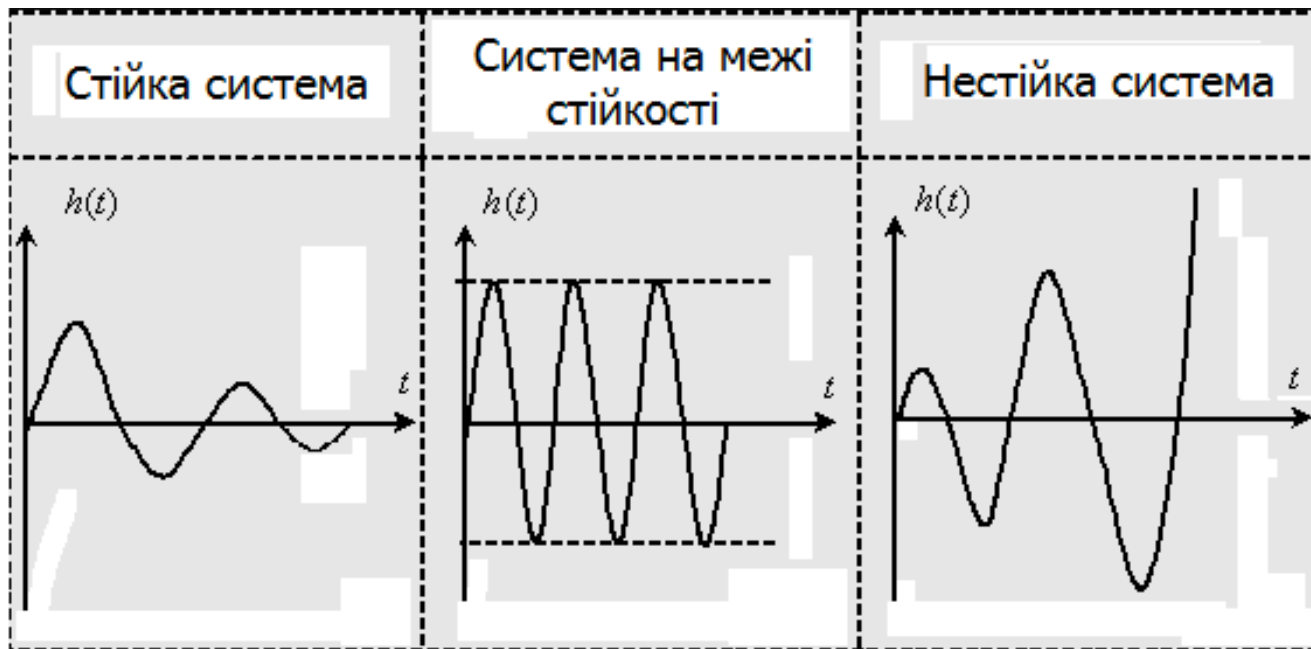 Стійка система
Система на межі
стійкості
Нестійка система
h(t)
h(t)
h(t)
t
t
t